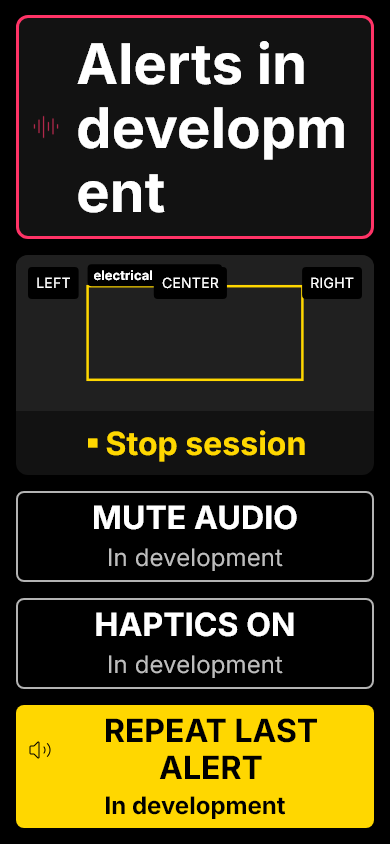 Alerts in
developm
ent
LEFT
electrical
CENTER
RIGHT
Stop session
MUTE AUDIO
In development
HAPTICS ON
In development
REPEAT LAST
ALERT
In development